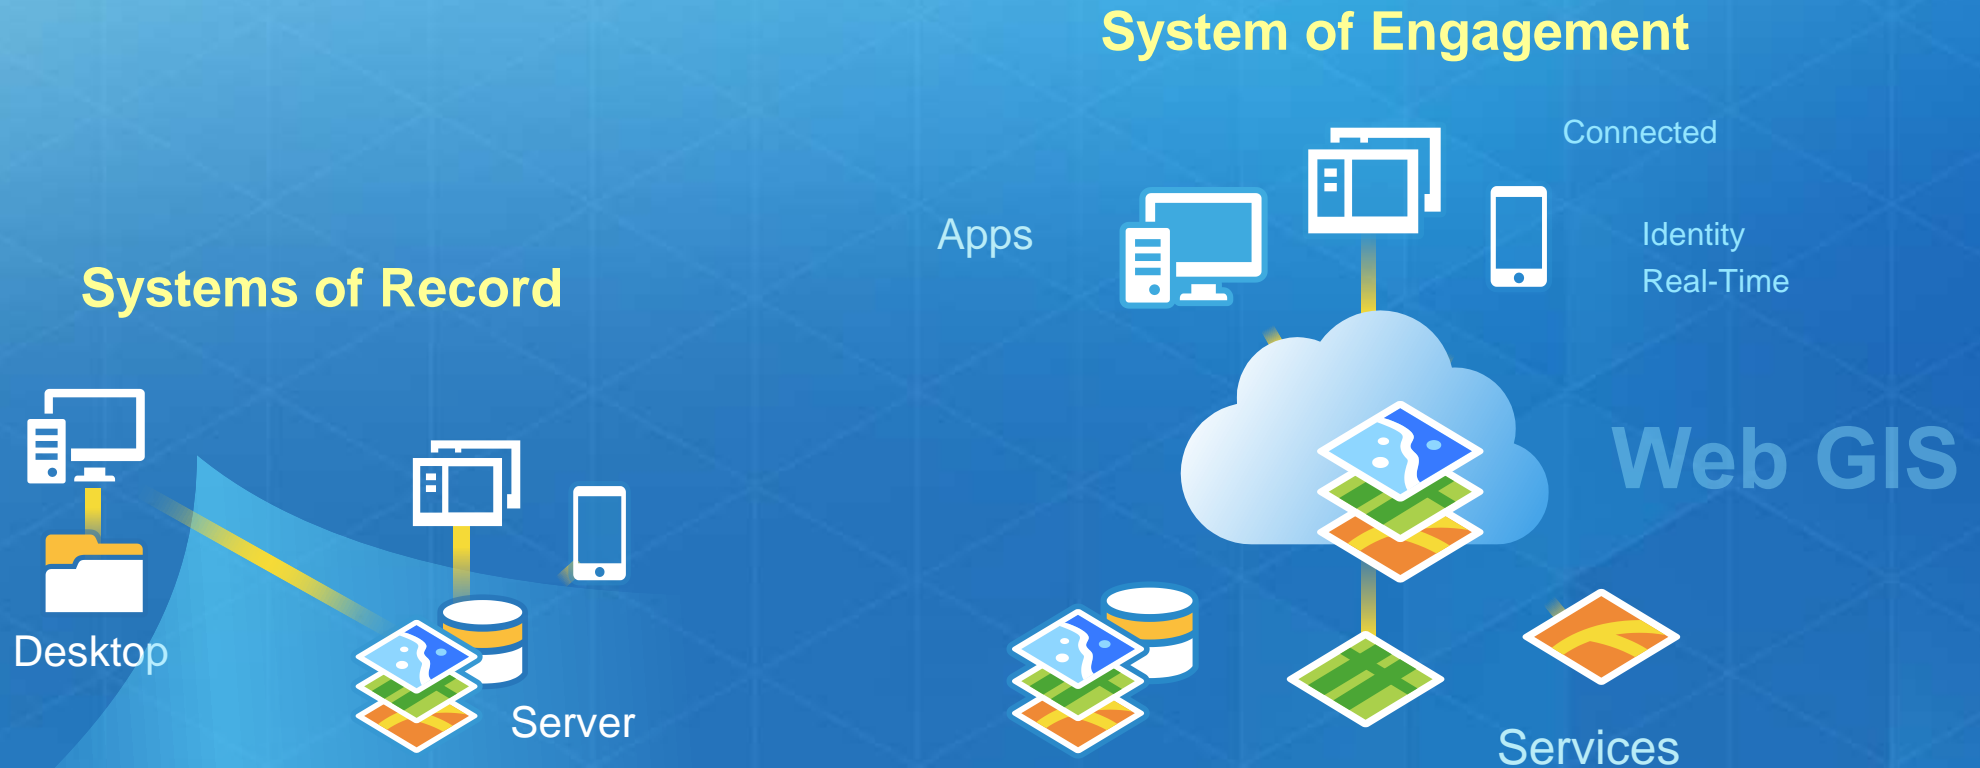 System of Engagement
Connected
Apps
Identity
Real-Time
Systems of Record
Web GIS
Desktop
Server
Services